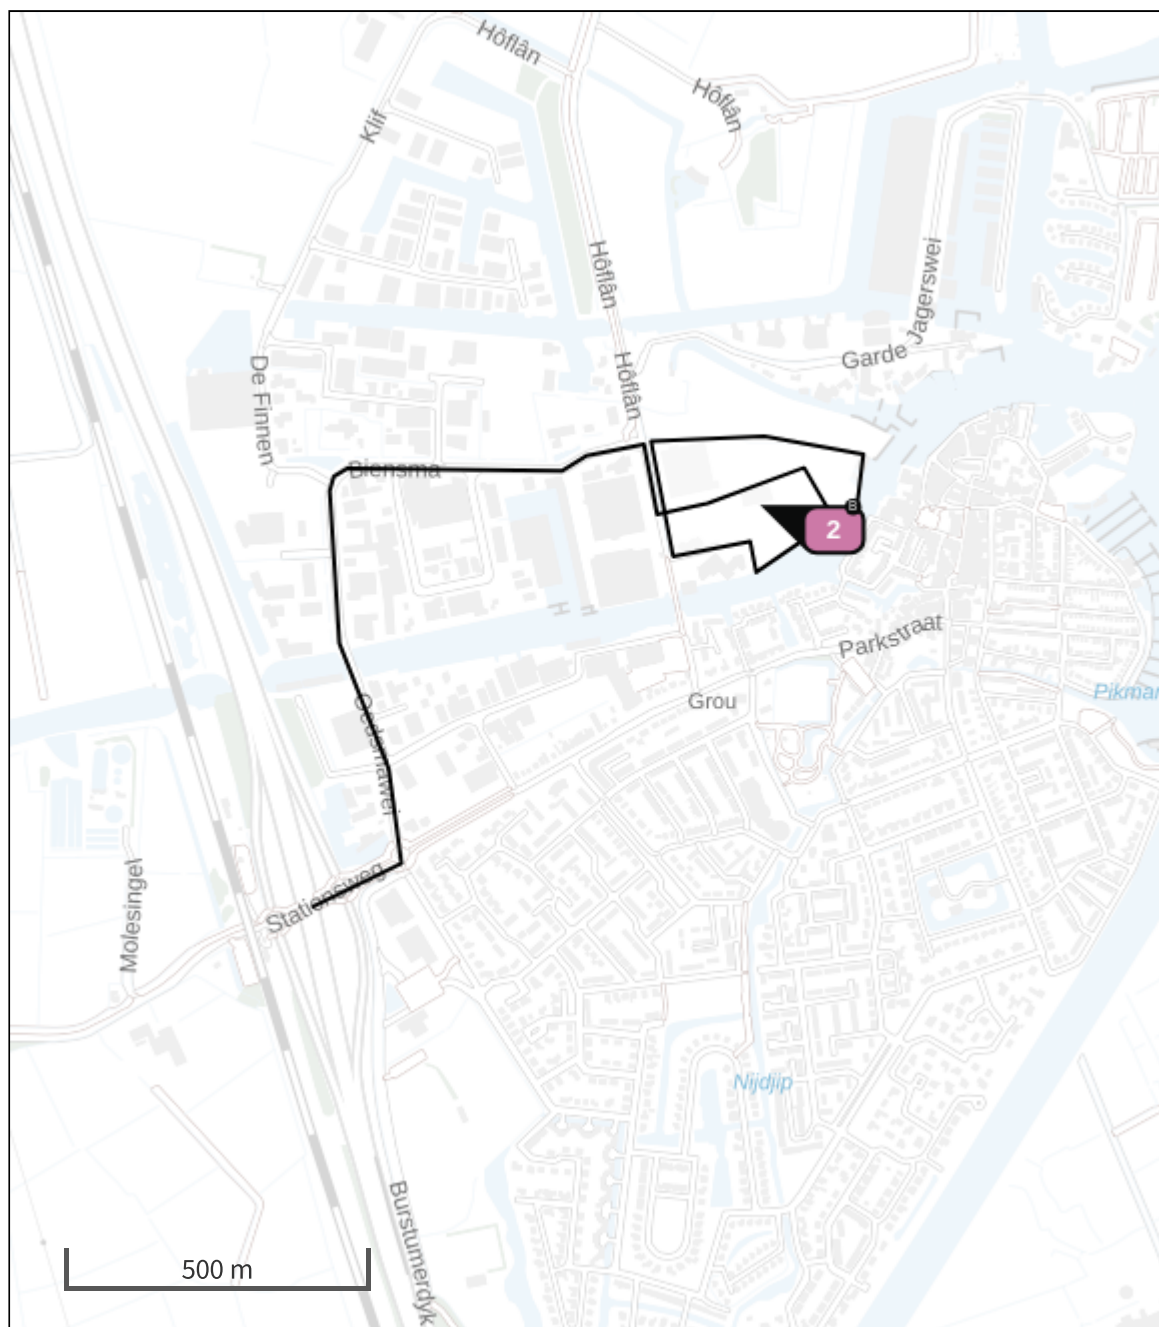 Hôflân
Hôflân
Klif
Hôflân
Garde Jagerswei
Hôflân
De Finnen
Biensma
B
2
Parkstraat
Pikmar
Grou
Oedsmawei
Stationsweg
Molesingel
Nijdjip
Burstumerdyk
500 m